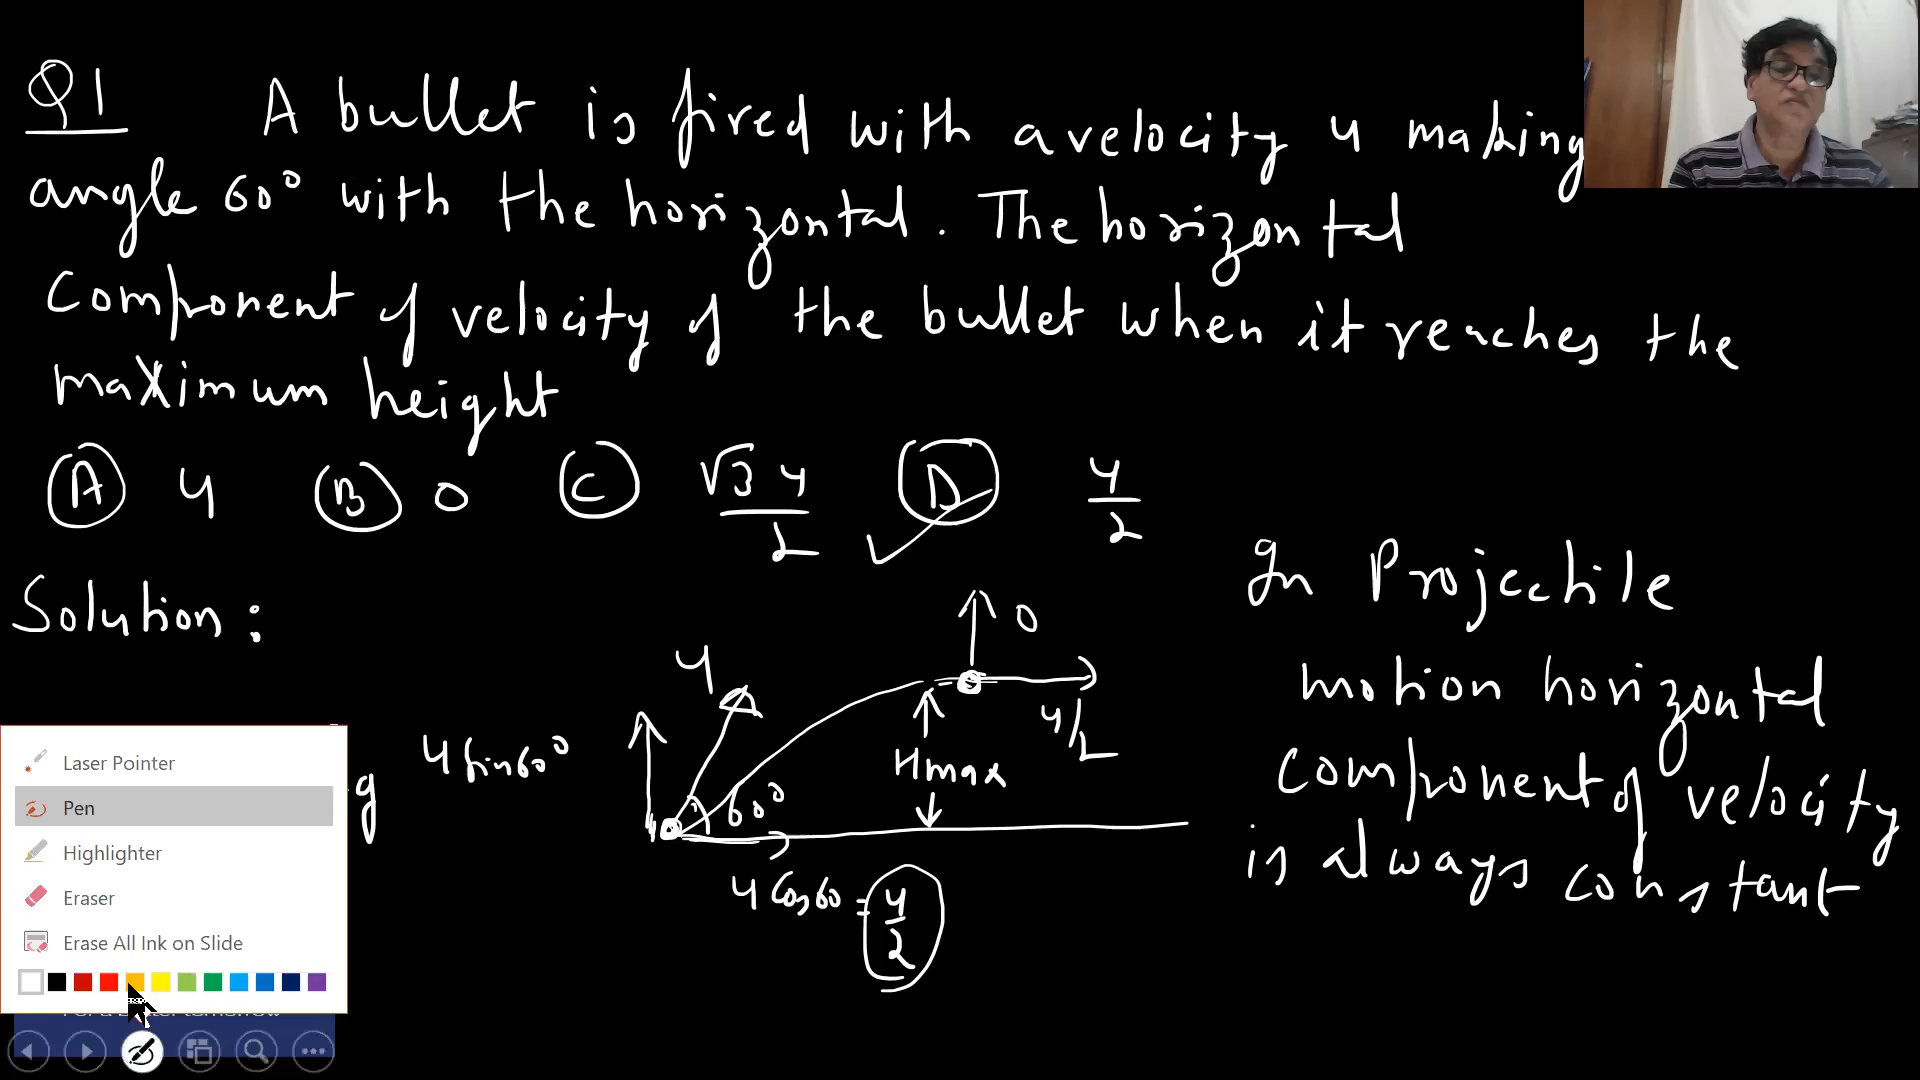 Q1 A bullet is fired with a velocity u making
angle 60° with the horizontal. The horizontal
Component of velocity of the bullet when it reaches the
maximum height
(A) u (B) 0 (C) √3 u/2 (D) u/2
Solution:
In Projectile
motion horizontal
component of velocity
is always constant
0
u
u/2
u sin60°
Hmax
60°
u Cos60 = u/2
Laser Pointer
Pen
Highlighter
Eraser
Erase All Ink on Slide